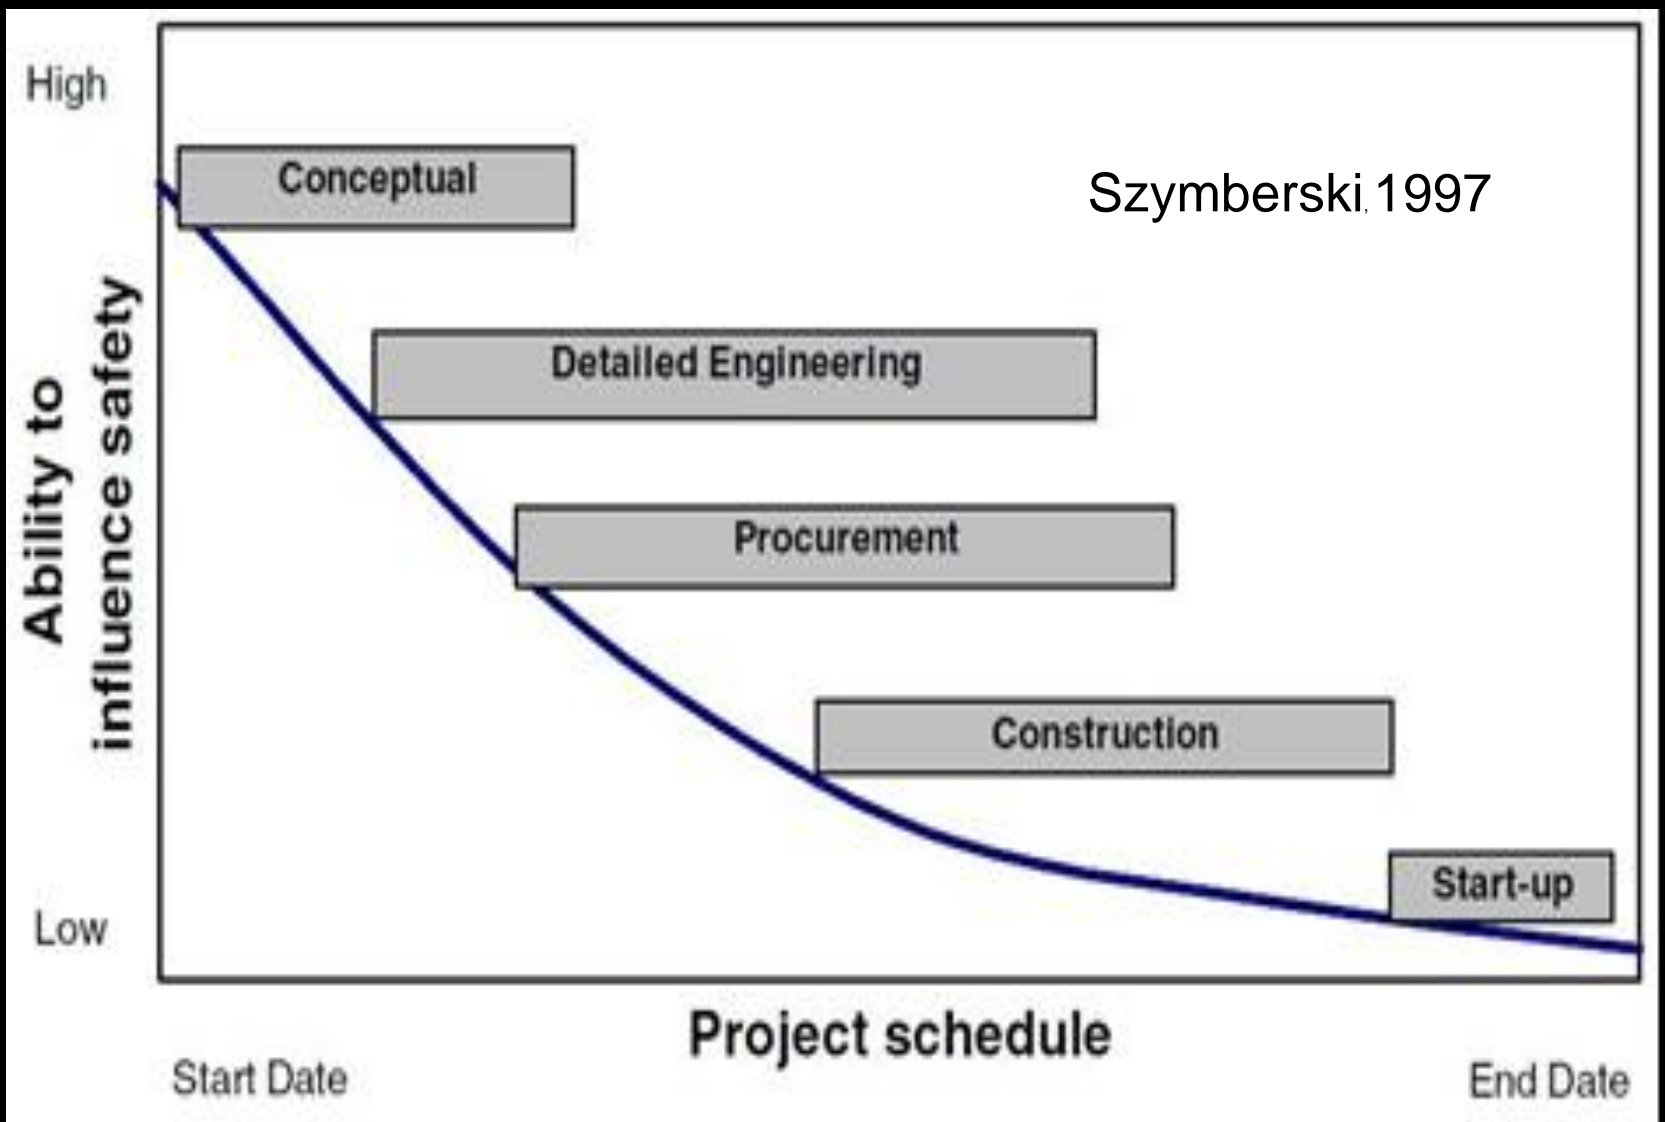 High
Conceptual
Szymberski, 1997
Detailed Engineering
Ability to
influence safety
Procurement
Construction
Start-up
Low
Project schedule
Start Date
End Date